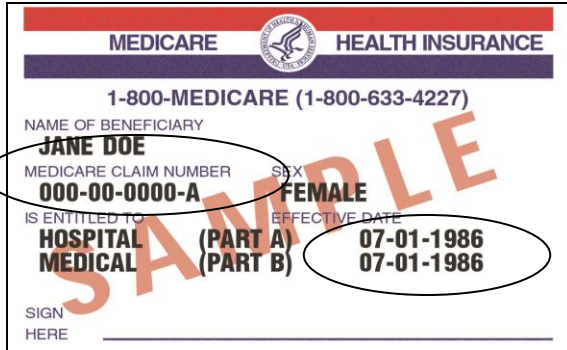 MEDICARE HEALTH INSURANCE
1-800-MEDICARE (1-800-633-4227)
NAME OF BENEFICIARY
JANE DOE
MEDICARE CLAIM NUMBER SEX
000-00-0000-A FEMALE
IS ENTITLED TO EFFECTIVE DATE
HOSPITAL (PART A) 07-01-1986
MEDICAL (PART B) 07-01-1986
SAMPLE
SIGN
HERE